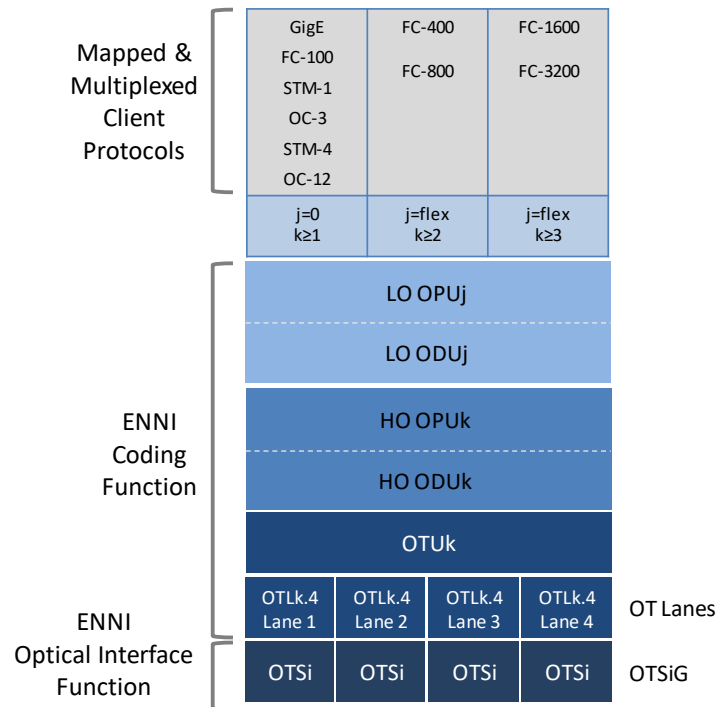 Mapped &
Multiplexed
Client
Protocols
GigE
FC-100
STM-1
OC-3
STM-4
OC-12
FC-400
FC-800
FC-1600
FC-3200
j=0
k≥1
j=flex
k≥2
j=flex
k≥3
ENNI
Coding
Function
LO OPUj
LO ODUj
HO OPUk
HO ODUk
OTUk
OTLk.4
Lane 1
OTLk.4
Lane 2
OTLk.4
Lane 3
OTLk.4
Lane 4
OT Lanes
ENNI
Optical Interface
Function
OTSi
OTSi
OTSi
OTSi
OTSiG